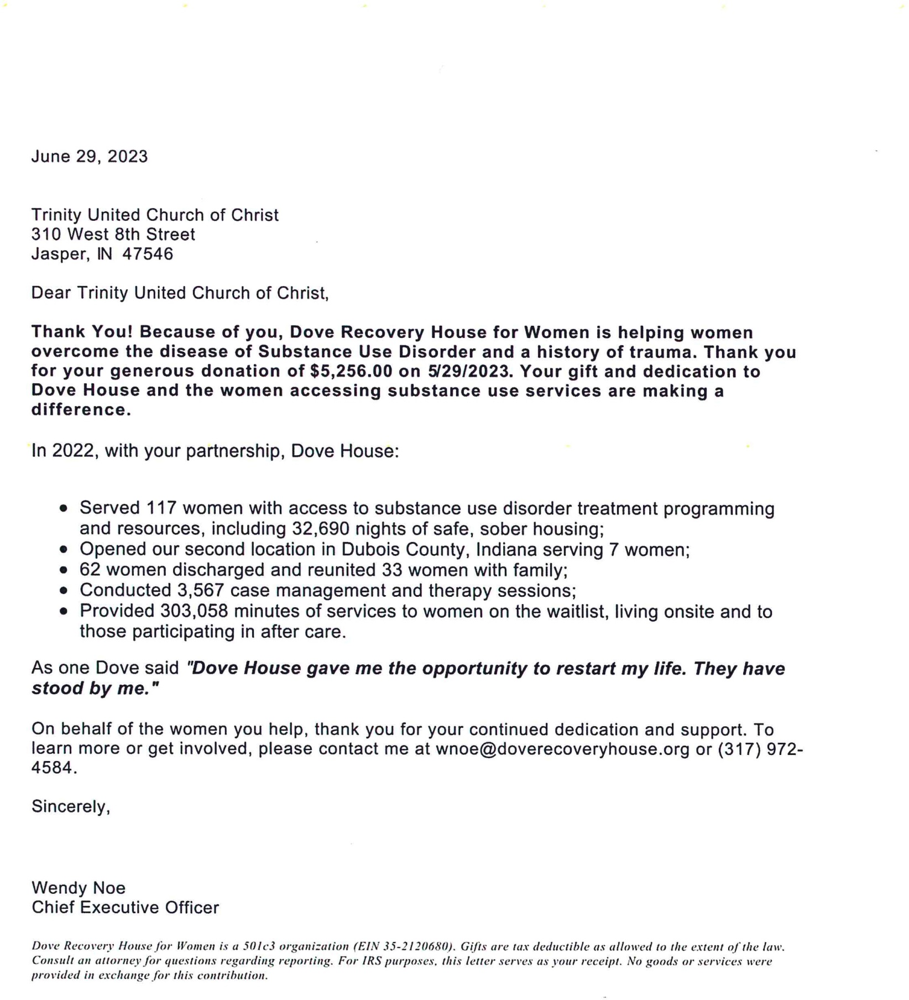 June 29, 2023
Trinity United Church of Christ
310 West 8th Street
Jasper, IN 47546
Dear Trinity United Church of Christ,
Thank You! Because of you, Dove Recovery House for Women is helping women
overcome the disease of Substance Use Disorder and a history of trauma. Thank you
for your generous donation of $5,256.00 on 5/29/2023. Your gift and dedication to
Dove House and the women accessing substance use services are making a
difference.
In 2022, with your partnership, Dove House:
• Served 117 women with access to substance use disorder treatment programming
and resources, including 32,690 nights of safe, sober housing;
• Opened our second location in Dubois County, Indiana serving 7 women;
• 62 women discharged and reunited 33 women with family;
• Conducted 3,567 case management and therapy sessions;
• Provided 303,058 minutes of services to women on the waitlist, living onsite and to
those participating in after care.
As one Dove said "Dove House gave me the opportunity to restart my life. They have
stood by me."
On behalf of the women you help, thank you for your continued dedication and support. To
learn more or get involved, please contact me at wnoe@doverecoveryhouse.org or (317) 972-
4584.
Sincerely,
Wendy Noe
Chief Executive Officer
Dove Recovery House for Women is a 501c3 organization (EIN 35-2120680). Gifts are tax deductible as allowed to the extent of the law.
Consult an attorney for questions regarding reporting. For IRS purposes, this letter serves as your receipt. No goods or services were
provided in exchange for this contribution.